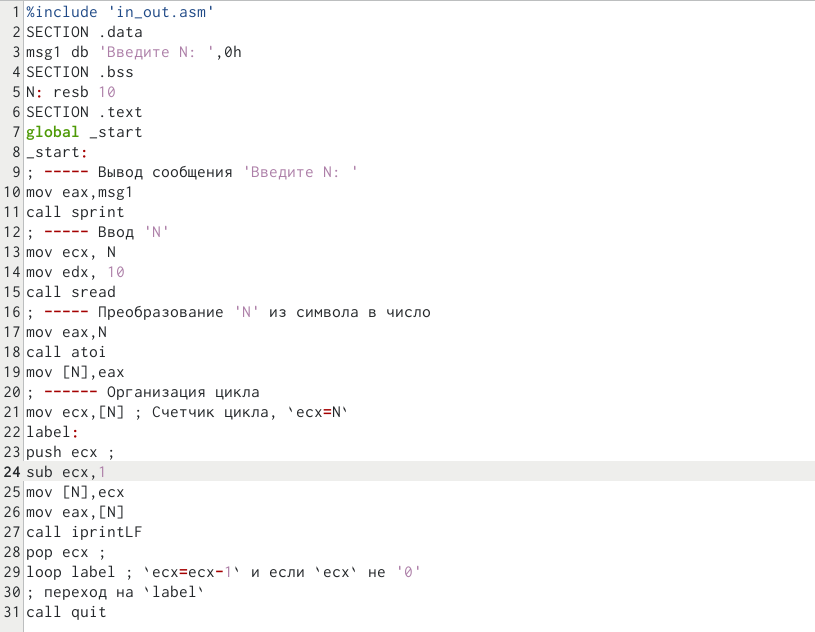 1 %include 'in_out.asm'
2 SECTION .data
3 msg1 db 'Введите N: ',0h
4 SECTION .bss
5 N: resb 10
6 SECTION .text
7 global _start
8 _start:
9 ; ----- Вывод сообщения 'Введите N: '
10 mov eax,msg1
11 call sprint
12 ; ----- Ввод 'N'
13 mov ecx, N
14 mov edx, 10
15 call sread
16 ; ----- Преобразование 'N' из символа в число
17 mov eax,N
18 call atoi
19 mov [N],eax
20 ; ------ Организация цикла
21 mov ecx,[N] ; Счетчик цикла, `ecx=N`
22 label:
23 push ecx ;
24 sub ecx,1
25 mov [N],ecx
26 mov eax,[N]
27 call iprintLF
28 pop ecx ;
29 loop label ; `ecx=ecx-1` и если `ecx` не '0'
30 ; переход на `label`
31 call quit